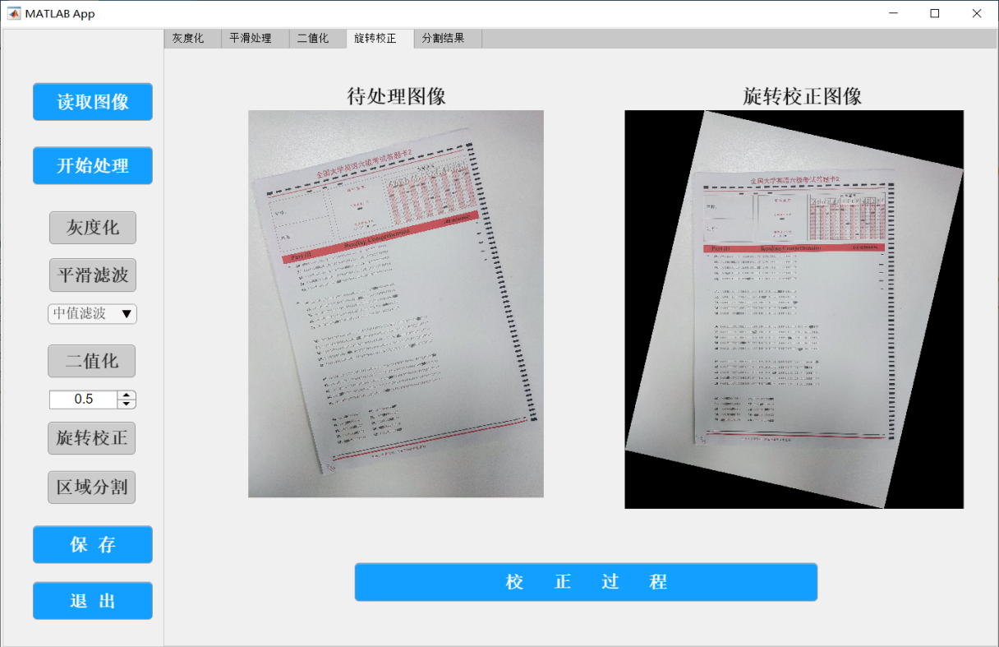 MATLAB App
灰度化 平滑处理 二值化 旋转校正 分割结果
读取图像
开始处理
灰度化
平滑滤波
中值滤波
二值化
0.5
旋转校正
区域分割
保 存
退 出
待处理图像
全国大学英语六级考试答题卡2
Part III Reading Comprehension
旋转校正图像
全国大学英语六级考试答题卡2
Part III Reading Comprehension
校 正 过 程